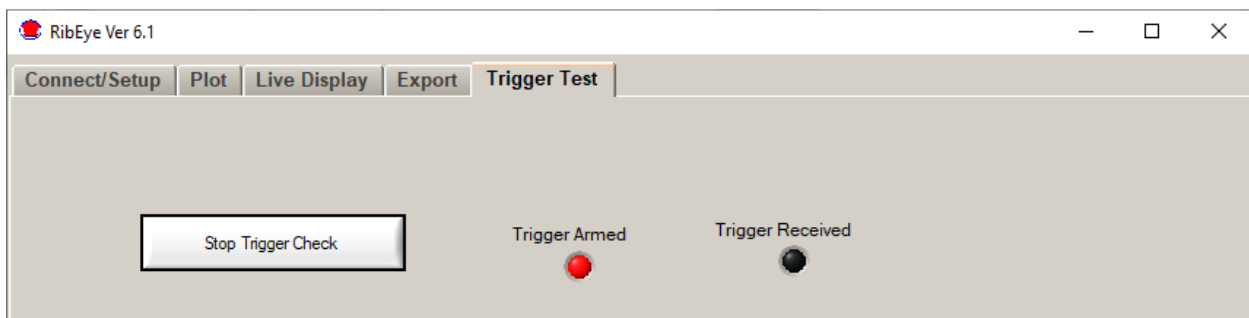 RibEye Ver 6.1
Connect/Setup Plot Live Display Export Trigger Test
Stop Trigger Check
Trigger Armed
Trigger Received